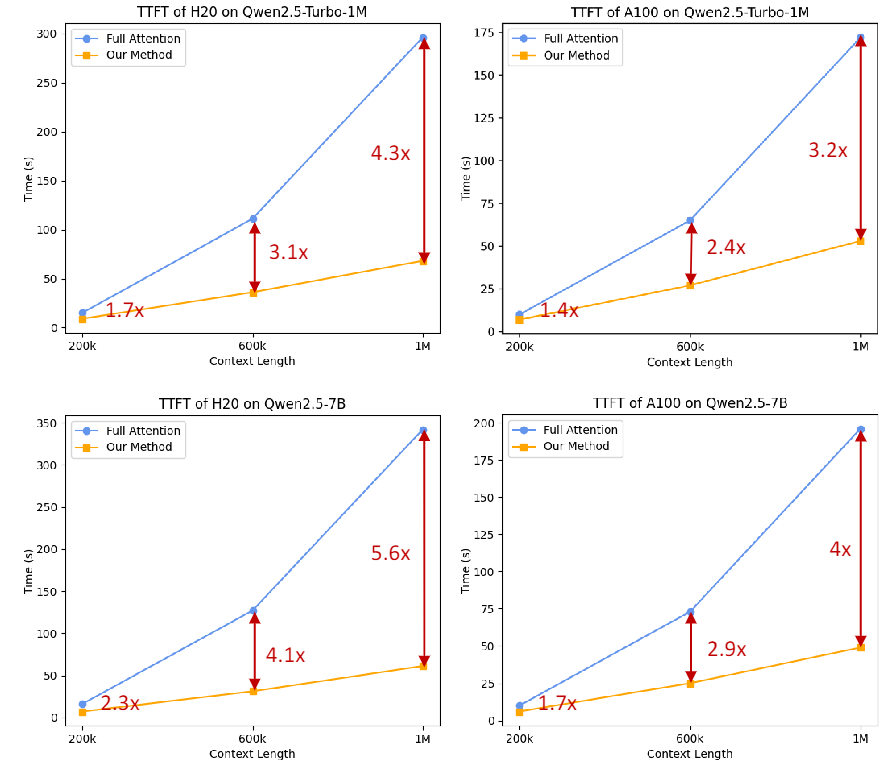 TTFT of H20 on Qwen2.5-Turbo-1M
Full Attention
Our Method
300
250
200
150
100
50
0
Time (s)
4.3x
3.1x
1.7x
200k
600k
1M
Context Length
TTFT of A100 on Qwen2.5-Turbo-1M
Full Attention
Our Method
175
150
125
100
75
50
25
0
Time (s)
3.2x
2.4x
1.4x
200k
600k
1M
Context Length
TTFT of H20 on Qwen2.5-7B
Full Attention
Our Method
350
300
250
200
150
100
50
0
Time (s)
5.6x
4.1x
2.3x
200k
600k
1M
Context Length
TTFT of A100 on Qwen2.5-7B
Full Attention
Our Method
200
175
150
125
100
75
50
25
0
Time (s)
4x
2.9x
1.7x
200k
600k
1M
Context Length